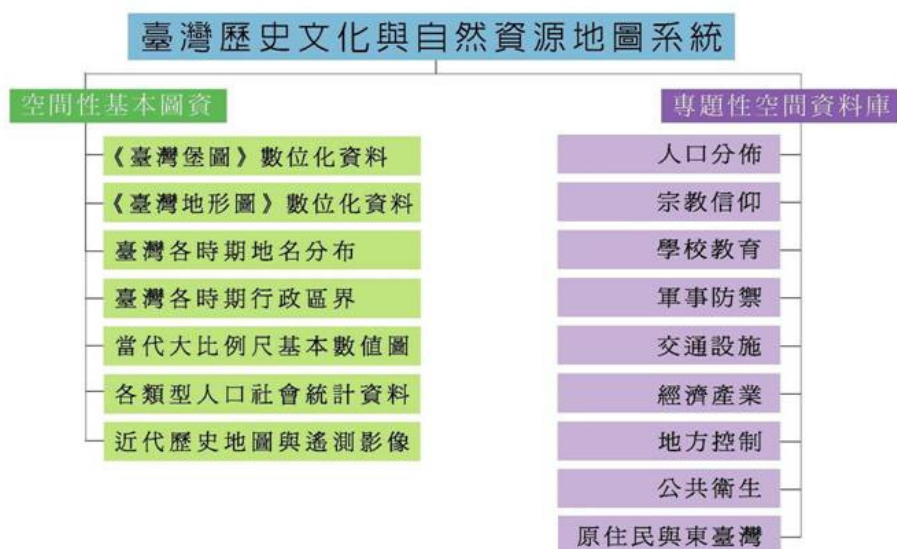 臺灣歷史文化與自然資源地圖系統
空間性基本圖資
《臺灣堡圖》數位化資料
《臺灣地形圖》數位化資料
臺灣各時期地名分布
臺灣各時期行政區界
當代大比例尺基本數值圖
各類型人口社會統計資料
近代歷史地圖與遙測影像
專題性空間資料庫
人口分佈
宗教信仰
學校教育
軍事防禦
交通設施
經濟產業
地方控制
公共衛生
原住民與東臺灣